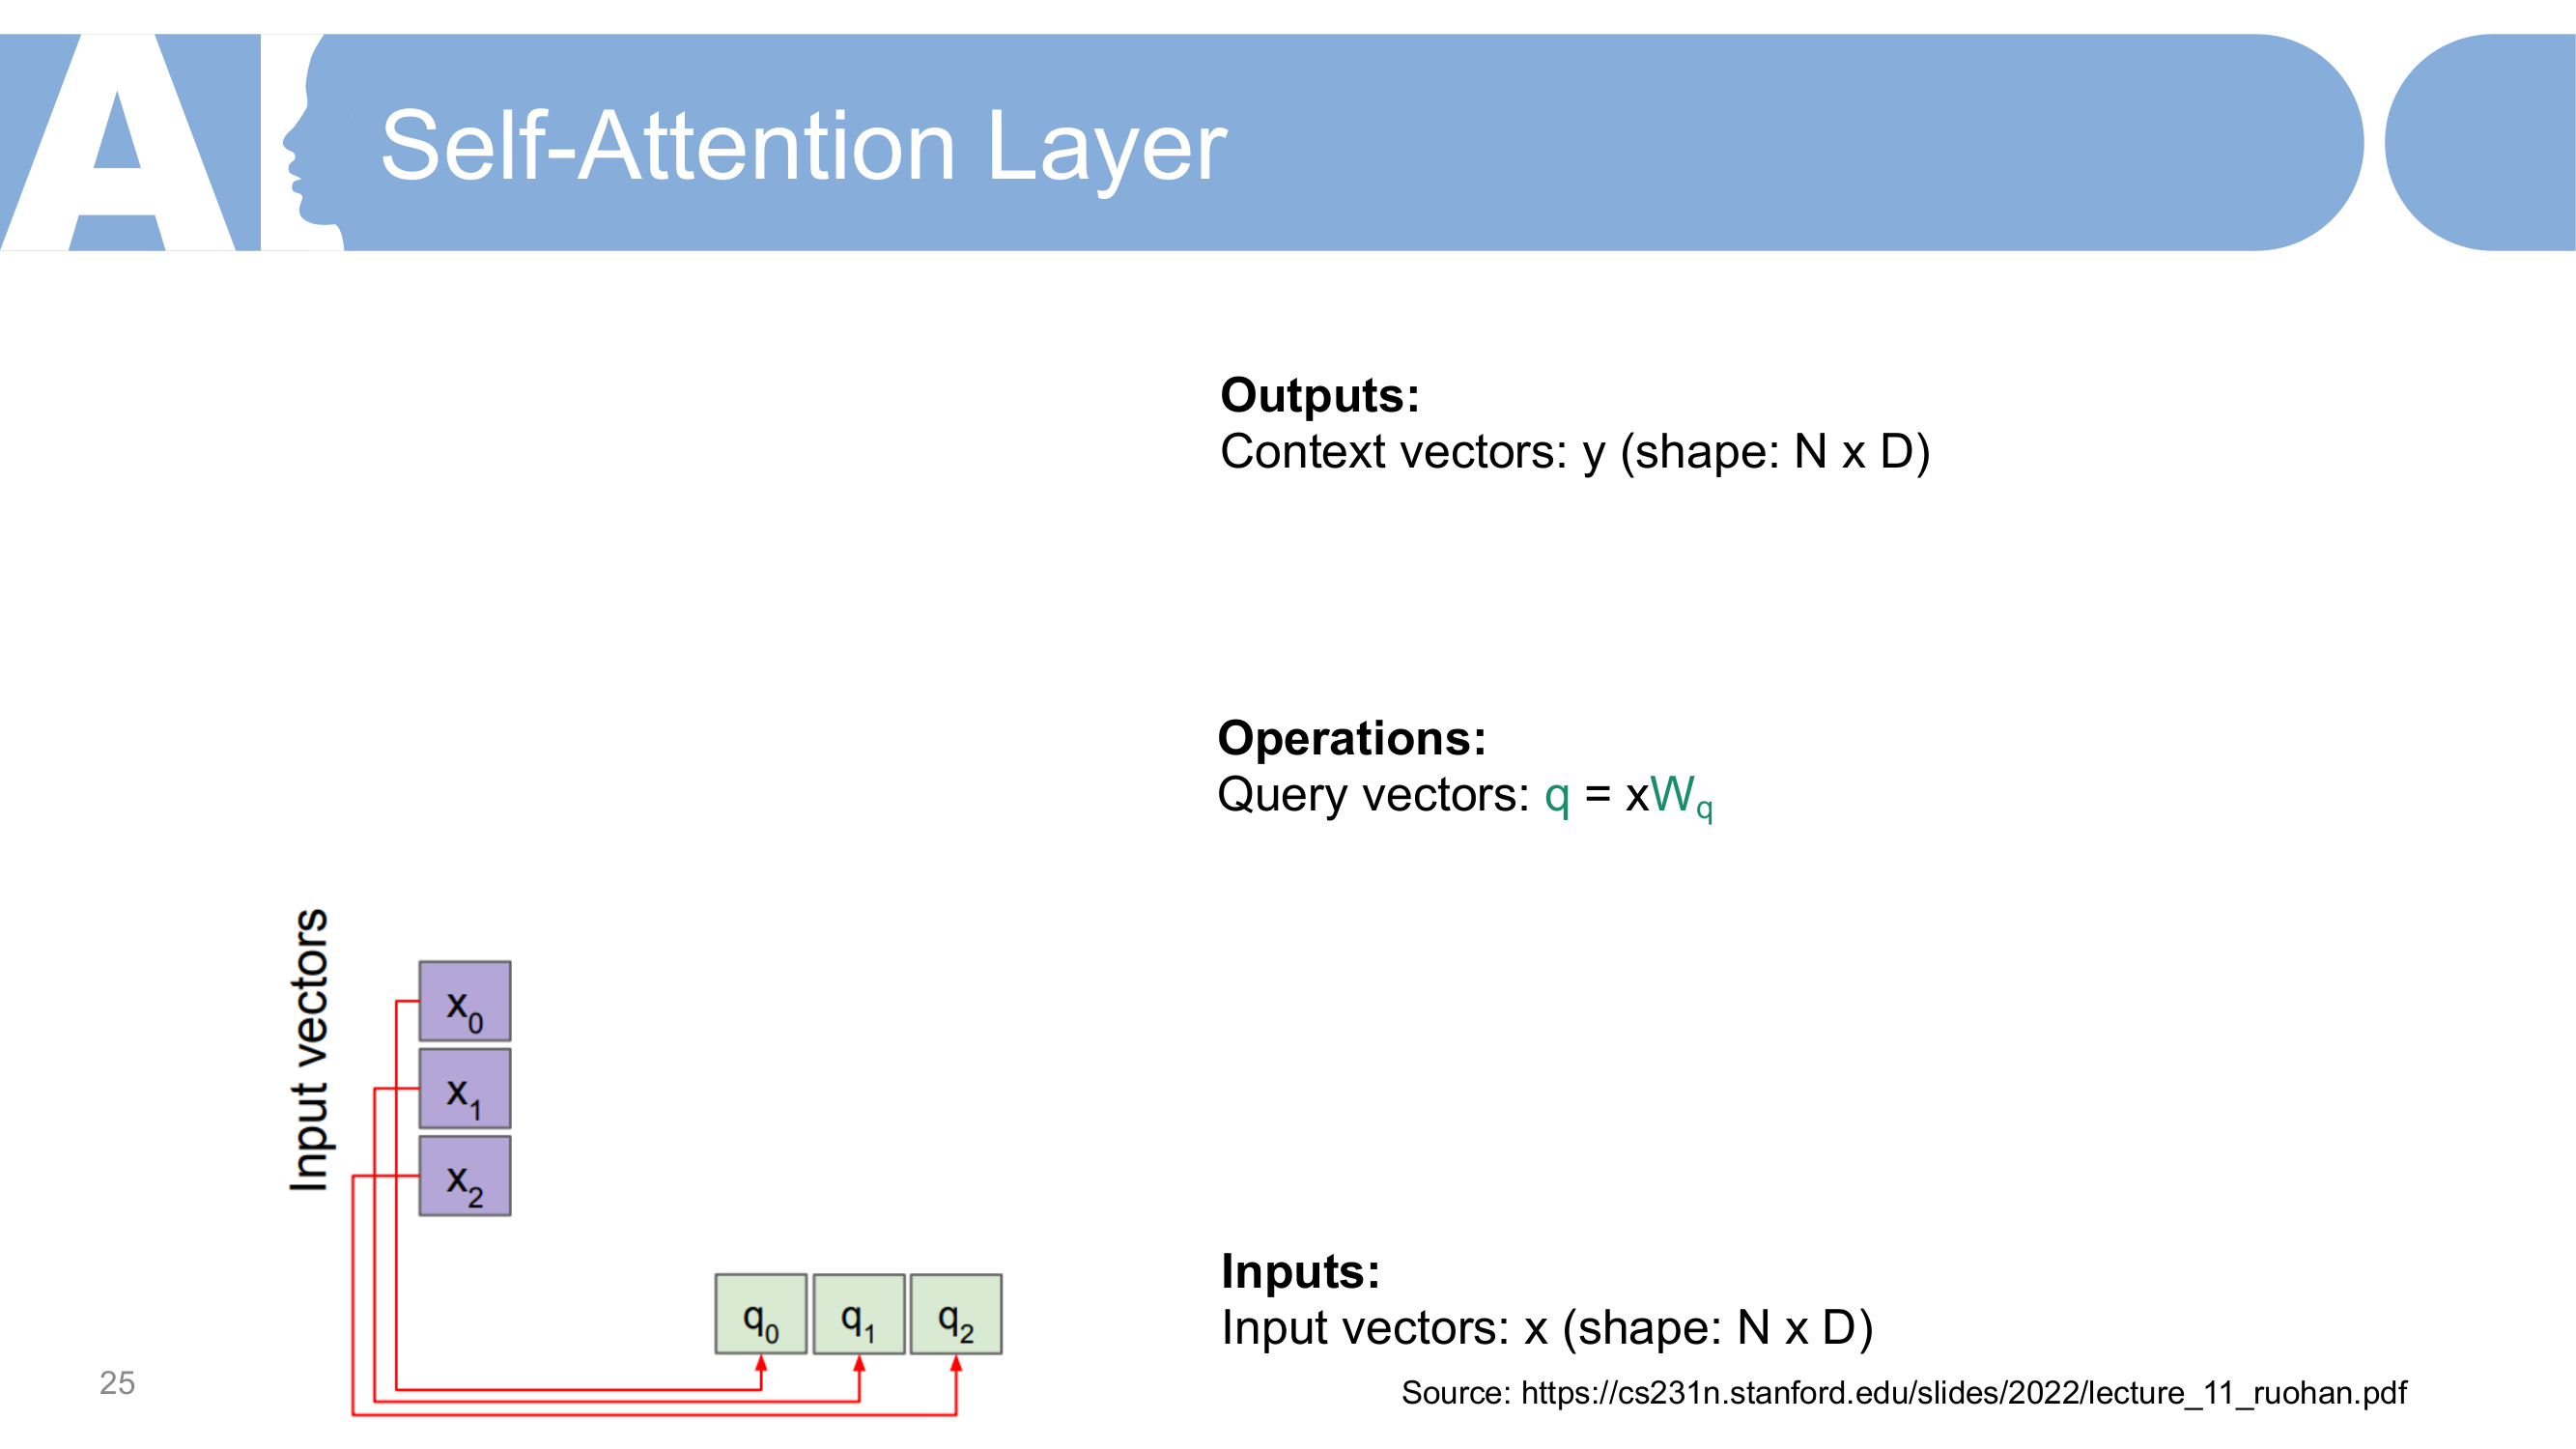 AI
Self-Attention Layer
Outputs:
Context vectors: y (shape: N x D)
Operations:
Query vectors: q = xW_q
Input vectors
x_0
x_1
x_2
q_0 q_1 q_2
Inputs:
Input vectors: x (shape: N x D)
25
Source: https://cs231n.stanford.edu/slides/2022/lecture_11_ruohan.pdf